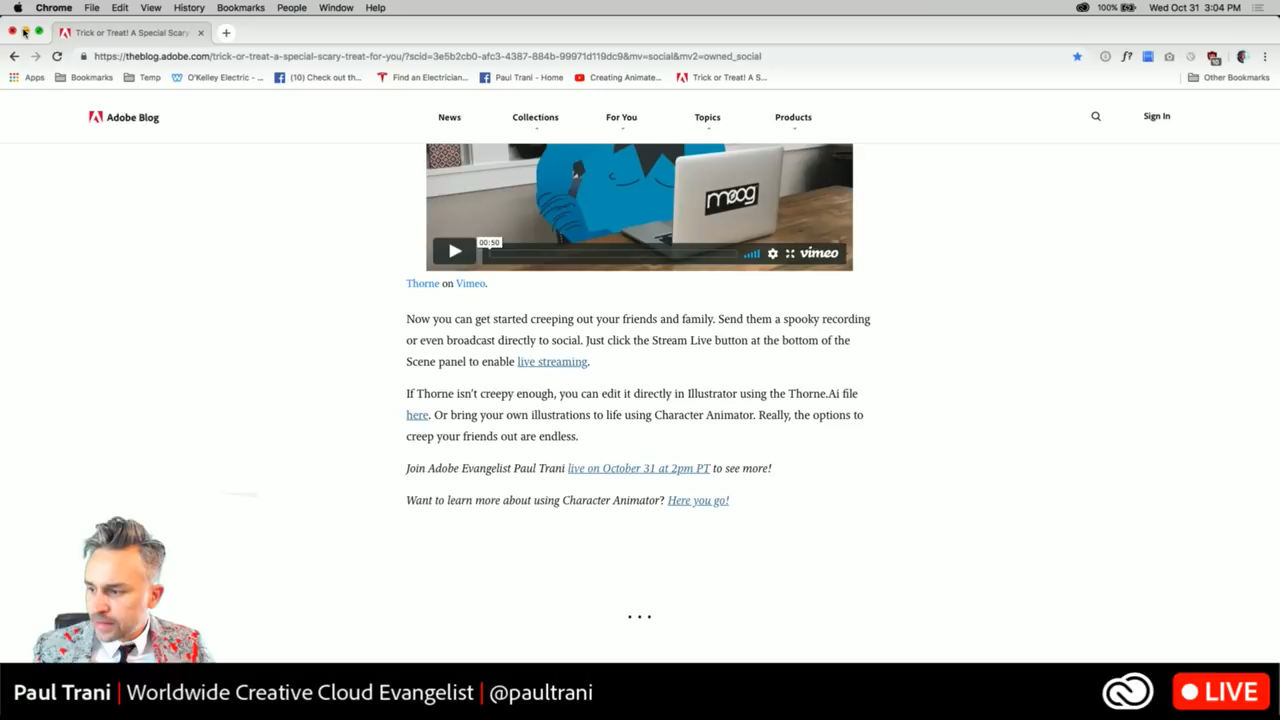 Chrome File Edit View History Bookmarks People Window Help 100% Wed Oct 31 3:04 PM
Trick or Treat! A Special Scary
https://theblog.adobe.com/trick-or-treat-a-special-scary-treat-for-you/?scid=3e5b2cb0-afc3-4387-884b-99971d119dc9&mv=social&mv2=owned_social
Apps Bookmarks Temp O'Kelley Electric - ... (10) Check out th... Find an Electrician... Paul Trani - Home Creating Animate... Trick or Treat! A S... Other Bookmarks
Adobe Blog News Collections For You Topics Products Sign In
moog
00:50
vimeo
Thorne on Vimeo.
Now you can get started creeping out your friends and family. Send them a spooky recording
or even broadcast directly to social. Just click the Stream Live button at the bottom of the
Scene panel to enable live streaming.
If Thorne isn't creepy enough, you can edit it directly in Illustrator using the Thorne.Ai file
here. Or bring your own illustrations to life using Character Animator. Really, the options to
creep your friends out are endless.
Join Adobe Evangelist Paul Trani live on October 31 at 2pm PT to see more!
Want to learn more about using Character Animator? Here you go!
...
Paul Trani | Worldwide Creative Cloud Evangelist | @paultrani
LIVE